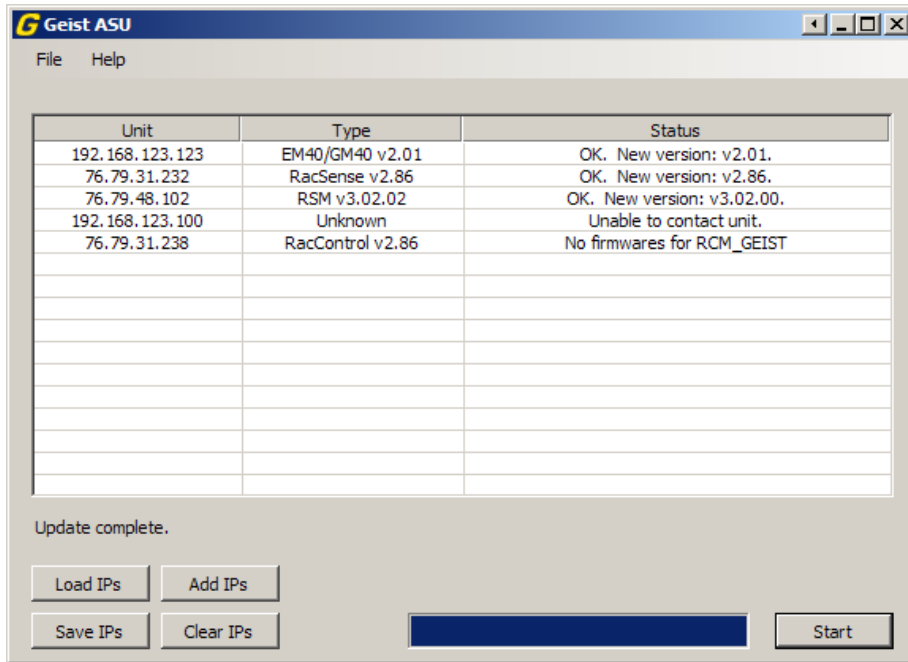 G Geist ASU
File Help
Unit Type Status
192.168.123.123 EM40/GM40 v2.01 OK. New version: v2.01.
76.79.31.232 RacSense v2.86 OK. New version: v2.86.
76.79.48.102 RSM v3.02.02 OK. New version: v3.02.00.
192.168.123.100 Unknown Unable to contact unit.
76.79.31.238 RacControl v2.86 No firmwares for RCM_GEIST
Update complete.
Load IPs Add IPs
Save IPs Clear IPs Start